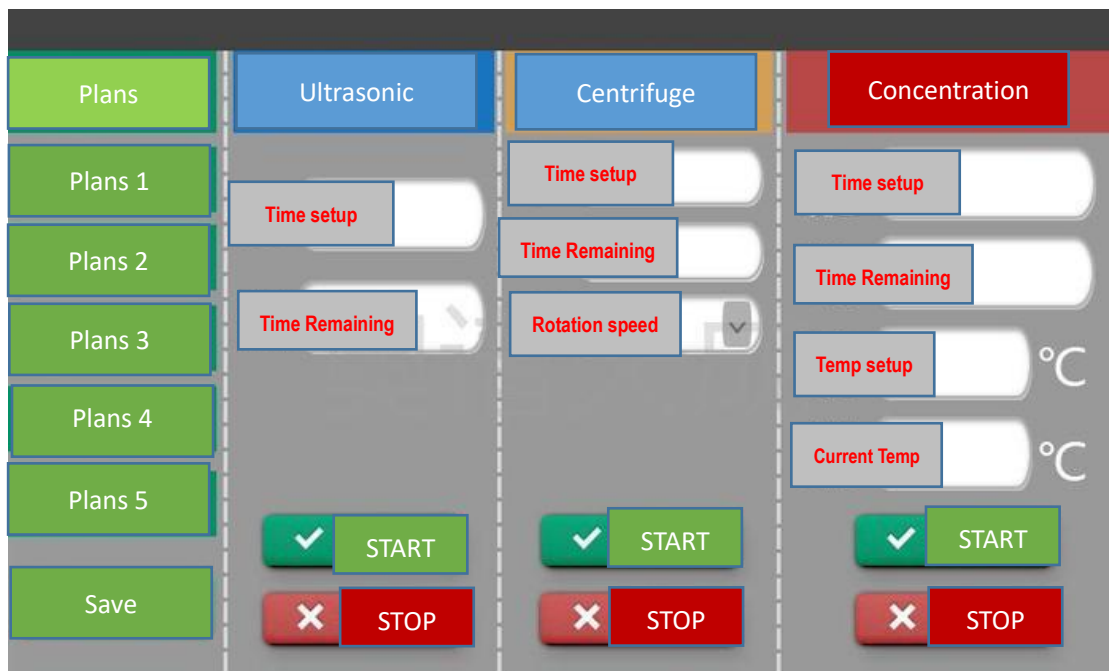 Plans
Plans 1
Plans 2
Plans 3
Plans 4
Plans 5
Save
Ultrasonic
Time setup
Time Remaining
START
STOP
Centrifuge
Time setup
Time Remaining
Rotation speed
START
STOP
Concentration
Time setup
Time Remaining
Temp setup
°C
Current Temp
°C
START
STOP